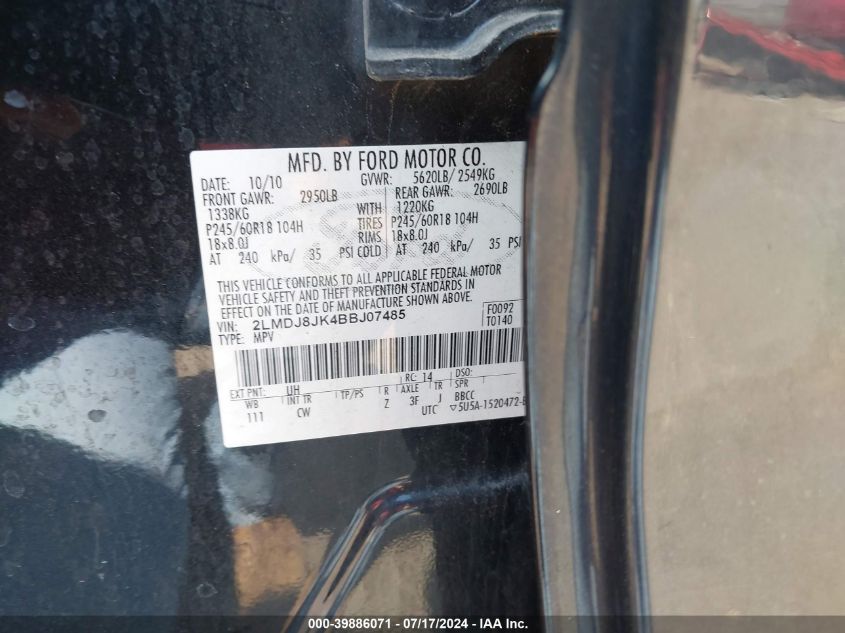 MFD. BY FORD MOTOR CO.
DATE: 10/10 GVWR: 5620LB/ 2549KG
FRONT GAWR: 2950LB REAR GAWR: 2690LB
1338KG WITH 1220KG
P245/60R18 104H TIRES P245/60R18 104H
18x8.0J RIMS 18x8.0J
AT 240 kPa/ 35 PSI COLD AT 240 kPa/ 35 PSI
THIS VEHICLE CONFORMS TO ALL APPLICABLE FEDERAL MOTOR
VEHICLE SAFETY AND THEFT PREVENTION STANDARDS IN
EFFECT ON THE DATE OF MANUFACTURE SHOWN ABOVE.
VIN: 2LMDJ8JK4BBJ07485 F0092
TYPE: MPV T0140
EXT PNT: UH RC: 14 DSO:
WB INT TR TP/PS R AXLE TR SPR
111 CW Z 3F J BBCC
UTC ▽5U5A-1520472-B
000-39886071 - 07/17/2024 - IAA Inc.